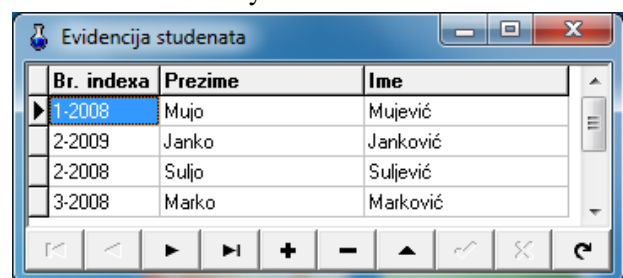 Evidencija studenata
Br. indexa Prezime Ime
1-2008 Mujo Mujević
2-2009 Janko Janković
2-2008 Suljo Suljević
3-2008 Marko Marković